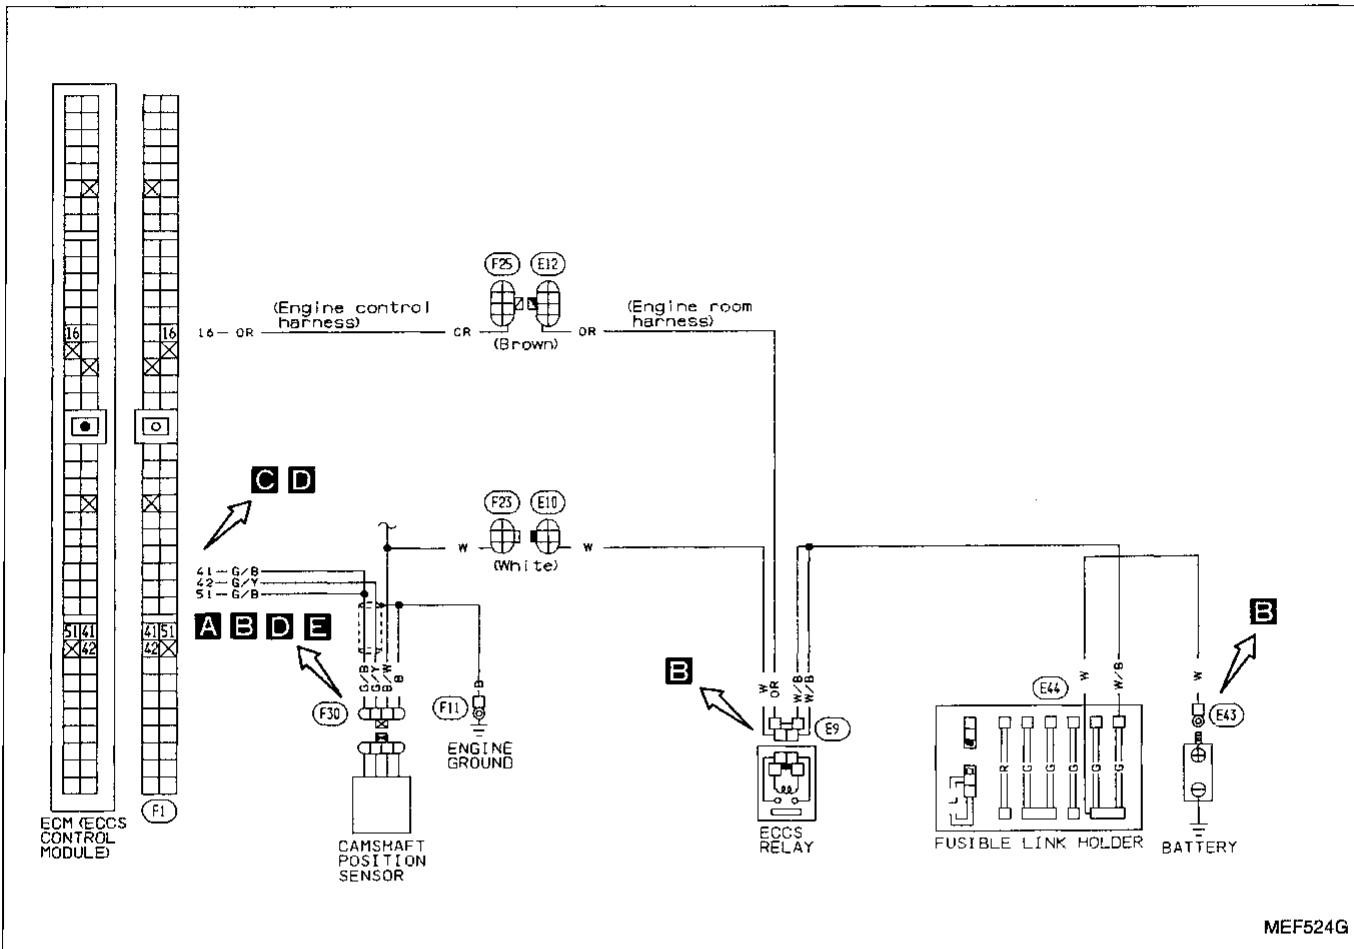 F25 E12
(Engine control
harness)
(Engine room
harness)
16
16
16 — OR
GR
OR
(Brown)
C D
F23 E10
W
W
(White)
41 — G/B
42 — G/Y
51 — G/B
51 41
42
41 51
42
A B D E
B
B
G/B
G/Y
B/W
B
B
W
OR
W/B
W/B
E44
W
W/B
W
F30
F11
E9
E43
ENGINE
GROUND
R
G
G
G
G
G
L
F1
ECM (ECCS
CONTROL
MODULE)
CAMSHAFT
POSITION
SENSOR
ECCS
RELAY
FUSIBLE LINK HOLDER
BATTERY
MEF524G